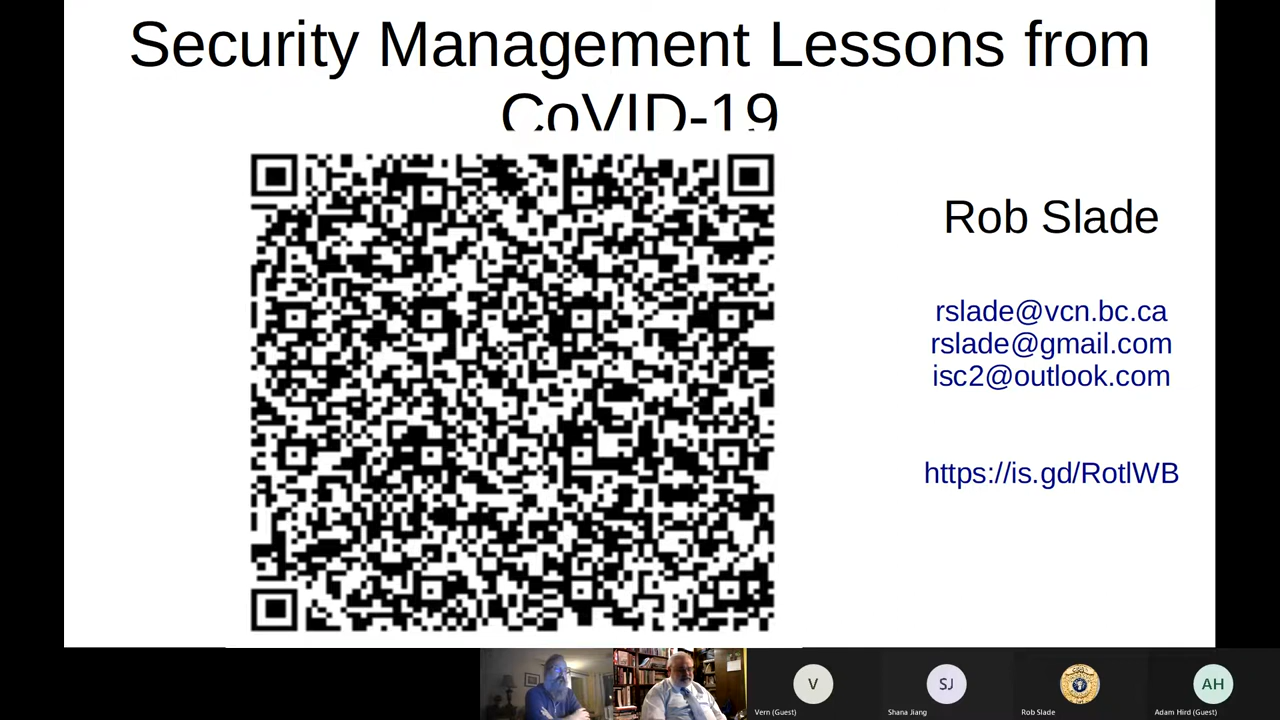 Security Management Lessons from
CoVID-19
Rob Slade
rslade@vcn.bc.ca
rslade@gmail.com
isc2@outlook.com
https://is.gd/RotlWB
V
SJ
AH
Vern (Guest)
Shana Jiang
Rob Slade
Adam Hird (Guest)